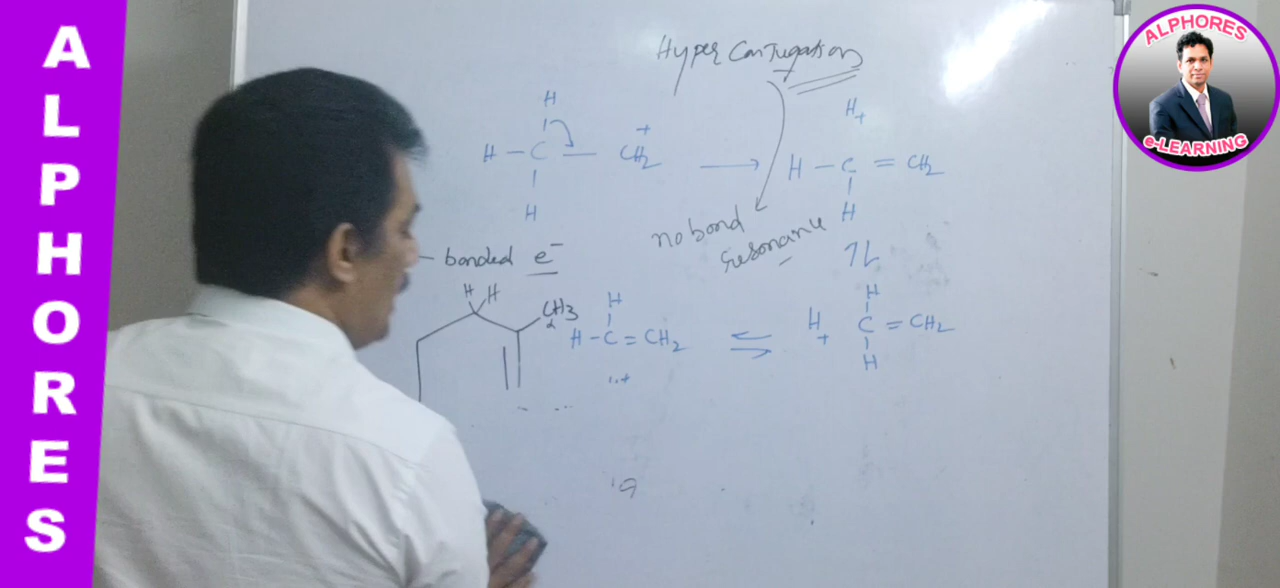 ALPHORES
ALPHORES
e-LEARNING
Hyper Conjugation
H
H – C – CH2
+
H
H+
H – C = CH2
H
no bond
resonance
– bonded e–
H H
CH3
α
H
H – C = CH2
H+
H
C = CH2
H